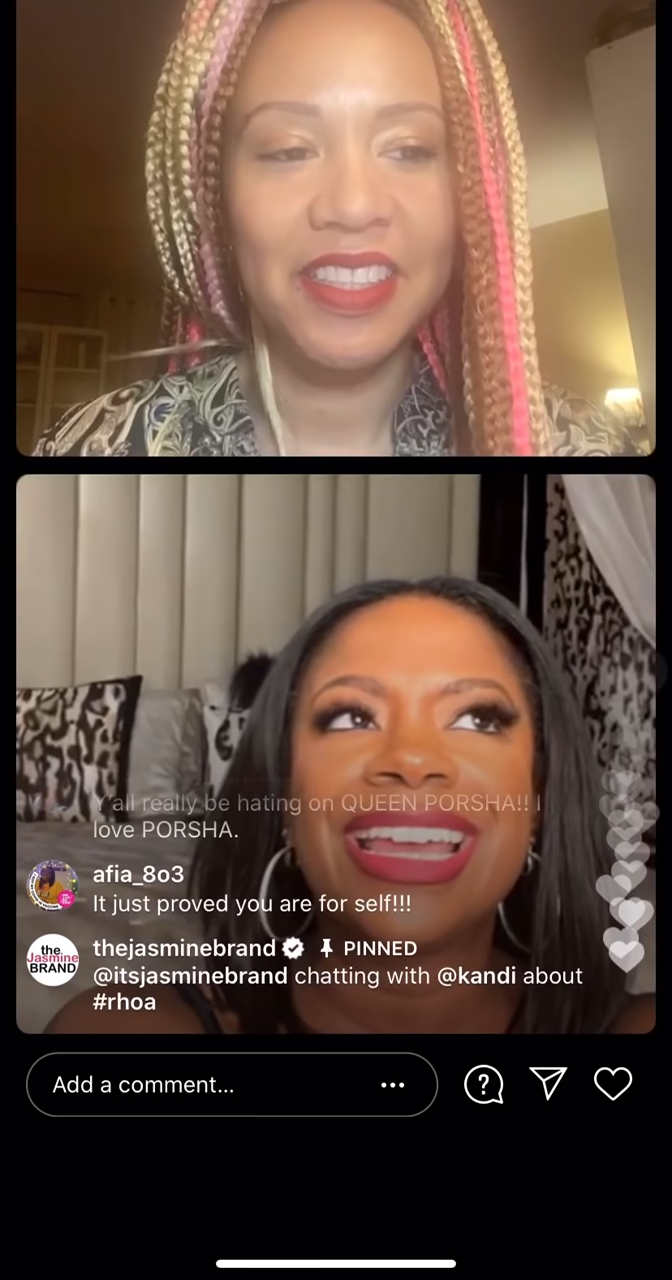 Y'all really be hating on QUEEN PORSHA!! I
love PORSHA.
afia_8o3
It just proved you are for self!!!
the
Jasmine
BRAND
thejasminebrand PINNED
@itsjasminebrand chatting with @kandi about
#rhoa
Add a comment...